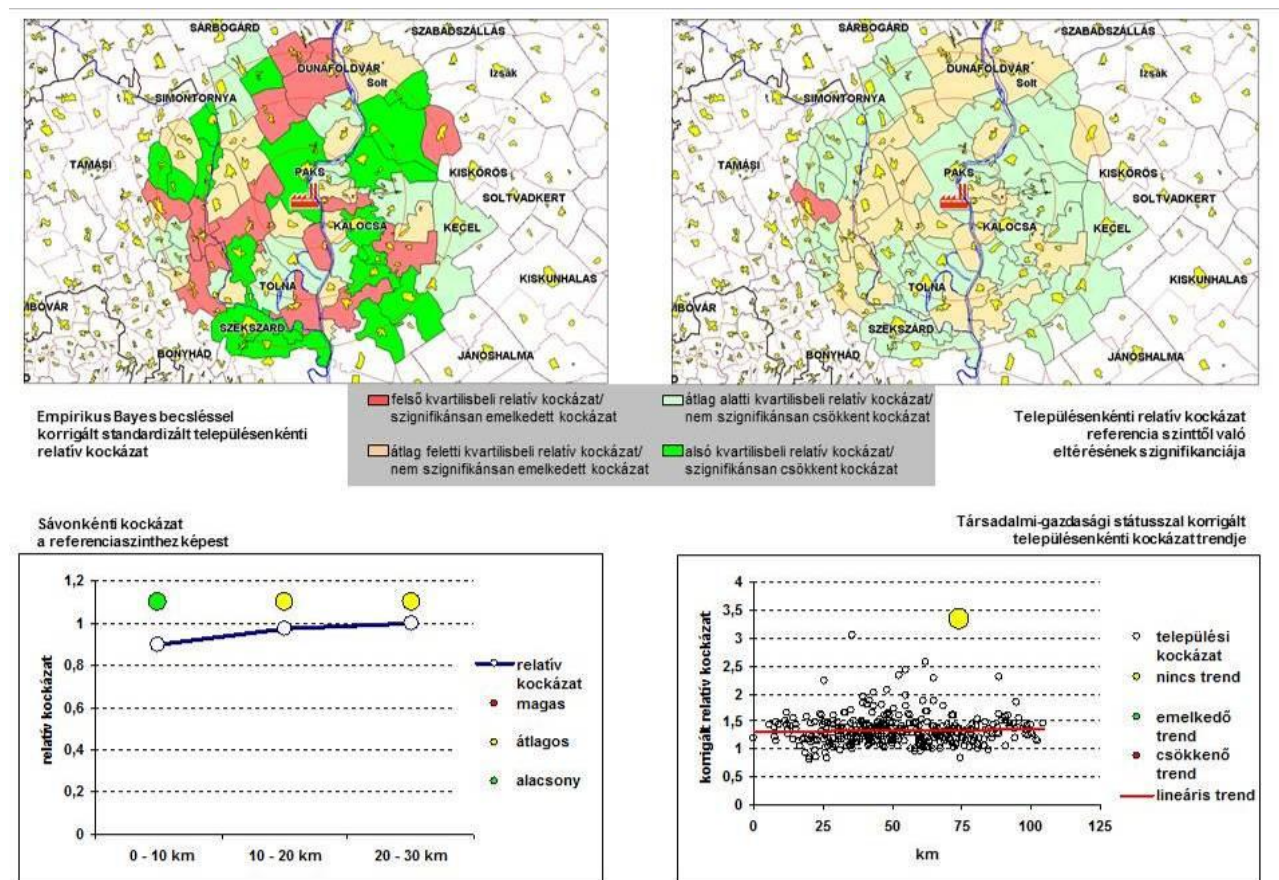 SÁRBOGÁRD
SZABADSZÁLLÁS
DUNAFÖLDVÁR
Solt
Izsák
SIMONTORNYA
TAMÁSI
PAKS
KISKŐRÖS
SOLTVADKERT
KALOCSA
KECEL
KISKUNHALAS
TOLNA
MBÓVÁR
SZEKSZÁRD
BONYHÁD
JÁNOSHALMA
SÁRBOGÁRD
SZABADSZÁLLÁS
DUNAFÖLDVÁR
Solt
Izsák
SIMONTORNYA
TAMÁSI
PAKS
KISKŐRÖS
SOLTVADKERT
KALOCSA
KECEL
KISKUNHALAS
TOLNA
MBÓVÁR
SZEKSZÁRD
BONYHÁD
JÁNOSHALMA
Empirikus Bayes becsléssel
korrigált standardizált településenkénti
relatív kockázat
felső kvartilisbeli relatív kockázat/
szignifikánsan emelkedett kockázat
átlag alatti kvartilisbeli relatív kockázat/
nem szignifikánsan csökkent kockázat
átlag feletti kvartilisbeli relatív kockázat/
nem szignifikánsan emelkedett kockázat
alsó kvartilisbeli relatív kockázat/
szignifikánsan csökkent kockázat
Településenkénti relatív kockázat
referencia szinttől való
eltérésének szignifikanciája
Sávonkénti kockázat
a referenciaszinthez képest
relatív kockázat
1,2
1
0,8
0,6
0,4
0,2
0
0 - 10 km
10 - 20 km
20 - 30 km
relatív
kockázat
magas
átlagos
alacsony
Társadalmi-gazdasági státusszal korrigált
településenkénti kockázat trendje
korrigált relatív kockázat
4
3,5
3
2,5
2
1,5
1
0,5
0
0
25
50
75
100
125
km
települési
kockázat
nincs trend
emelkedő
trend
csökkenő
trend
lineáris trend